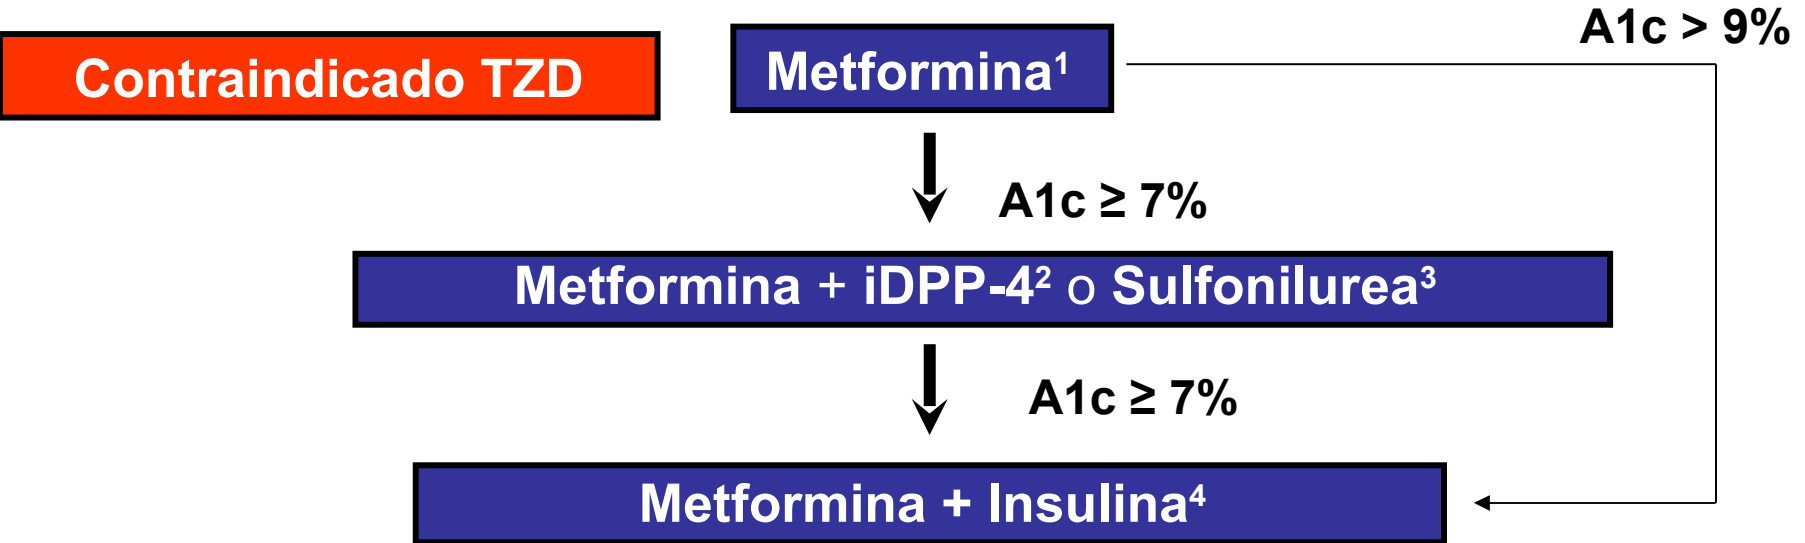 A1c > 9%
Contraindicado TZD
Metformina¹
A1c ≥ 7%
Metformina + iDPP-4² o Sulfonilurea³
A1c ≥ 7%
Metformina + Insulina⁴